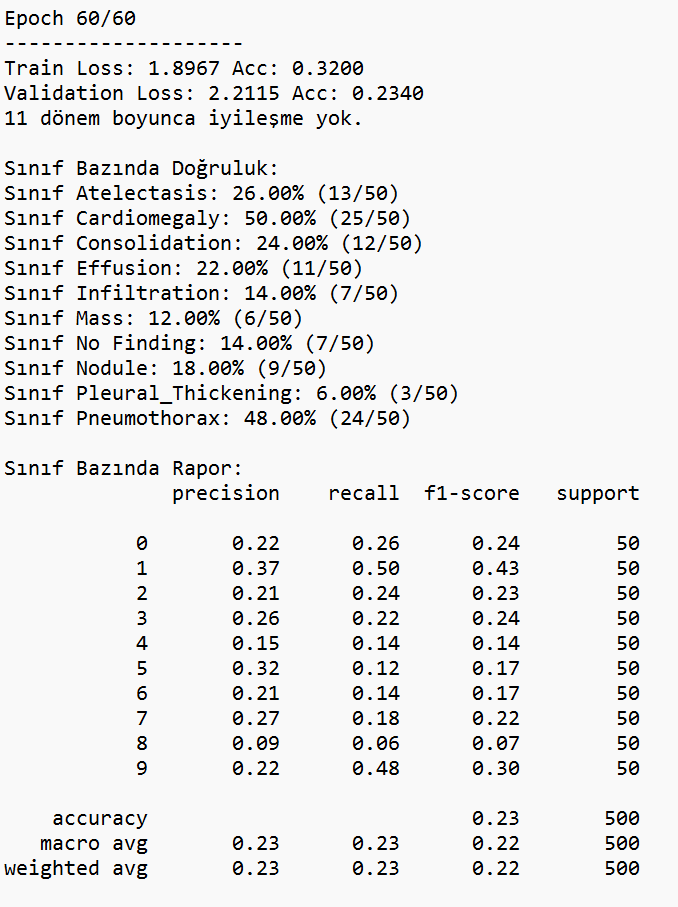 Epoch 60/60
--------------------
Train Loss: 1.8967 Acc: 0.3200
Validation Loss: 2.2115 Acc: 0.2340
11 dönem boyunca iyileşme yok.
Sınıf Bazında Doğruluk:
Sınıf Atelectasis: 26.00% (13/50)
Sınıf Cardiomegaly: 50.00% (25/50)
Sınıf Consolidation: 24.00% (12/50)
Sınıf Effusion: 22.00% (11/50)
Sınıf Infiltration: 14.00% (7/50)
Sınıf Mass: 12.00% (6/50)
Sınıf No Finding: 14.00% (7/50)
Sınıf Nodule: 18.00% (9/50)
Sınıf Pleural_Thickening: 6.00% (3/50)
Sınıf Pneumothorax: 48.00% (24/50)
Sınıf Bazında Rapor:
precision recall f1-score support
0 0.22 0.26 0.24 50
1 0.37 0.50 0.43 50
2 0.21 0.24 0.23 50
3 0.26 0.22 0.24 50
4 0.15 0.14 0.14 50
5 0.32 0.12 0.17 50
6 0.21 0.14 0.17 50
7 0.27 0.18 0.22 50
8 0.09 0.06 0.07 50
9 0.22 0.48 0.30 50
accuracy 0.23 500
macro avg 0.23 0.23 0.22 500
weighted avg 0.23 0.23 0.22 500